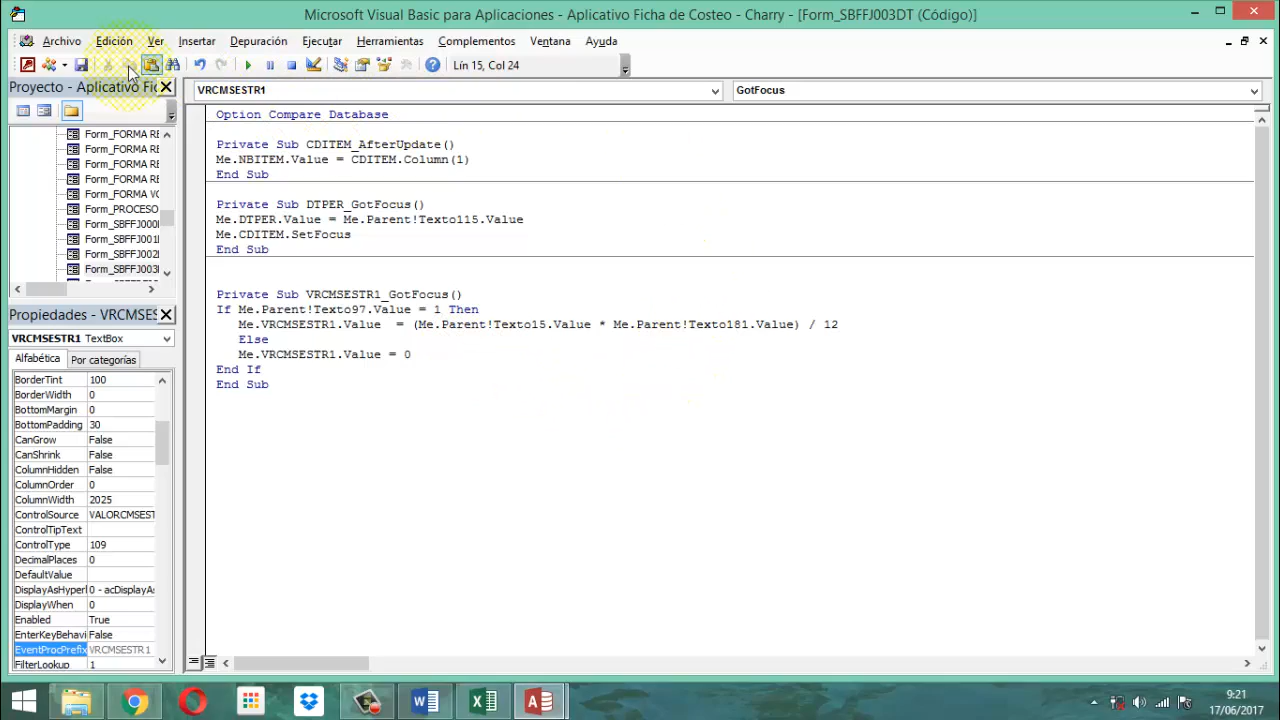 Microsoft Visual Basic para Aplicaciones - Aplicativo Ficha de Costeo - Charry - [Form_SBFFJ003DT (Código)]
Archivo Edición Ver Insertar Depuración Ejecutar Herramientas Complementos Ventana Ayuda
Lín 15, Col 24
Proyecto - Aplicativo Fic
VRCMSESTR1 GotFocus
Form_FORMA RE
Form_FORMA RE
Form_FORMA RE
Form_FORMA RE
Form_FORMA VO
Form_PROCESO
Form_SBFFJ000
Form_SBFFJ001
Form_SBFFJ002
Form_SBFFJ003
Propiedades - VRCMSES
VRCMSESTR1 TextBox
Alfabética Por categorías
BorderTint 100
BorderWidth 0
BottomMargin 0
BottomPadding 30
CanGrow False
CanShrink False
ColumnHidden False
ColumnOrder 0
ColumnWidth 2025
ControlSource VALORCMSEST
ControlTipText
ControlType 109
DecimalPlaces 0
DefaultValue
DisplayAsHyperl 0 - acDisplayAs
DisplayWhen 0
Enabled True
EnterKeyBehavi False
EventProcPrefix VRCMSESTR1
FilterLookup 1
Option Compare Database
Private Sub CDITEM_AfterUpdate()
Me.NBITEM.Value = CDITEM.Column(1)
End Sub
Private Sub DTPER_GotFocus()
Me.DTPER.Value = Me.Parent!Texto115.Value
Me.CDITEM.SetFocus
End Sub
Private Sub VRCMSESTR1_GotFocus()
If Me.Parent!Texto97.Value = 1 Then
Me.VRCMSESTR1.Value = (Me.Parent!Texto15.Value * Me.Parent!Texto181.Value) / 12
Else
Me.VRCMSESTR1.Value = 0
End If
End Sub
9:21
17/06/2017